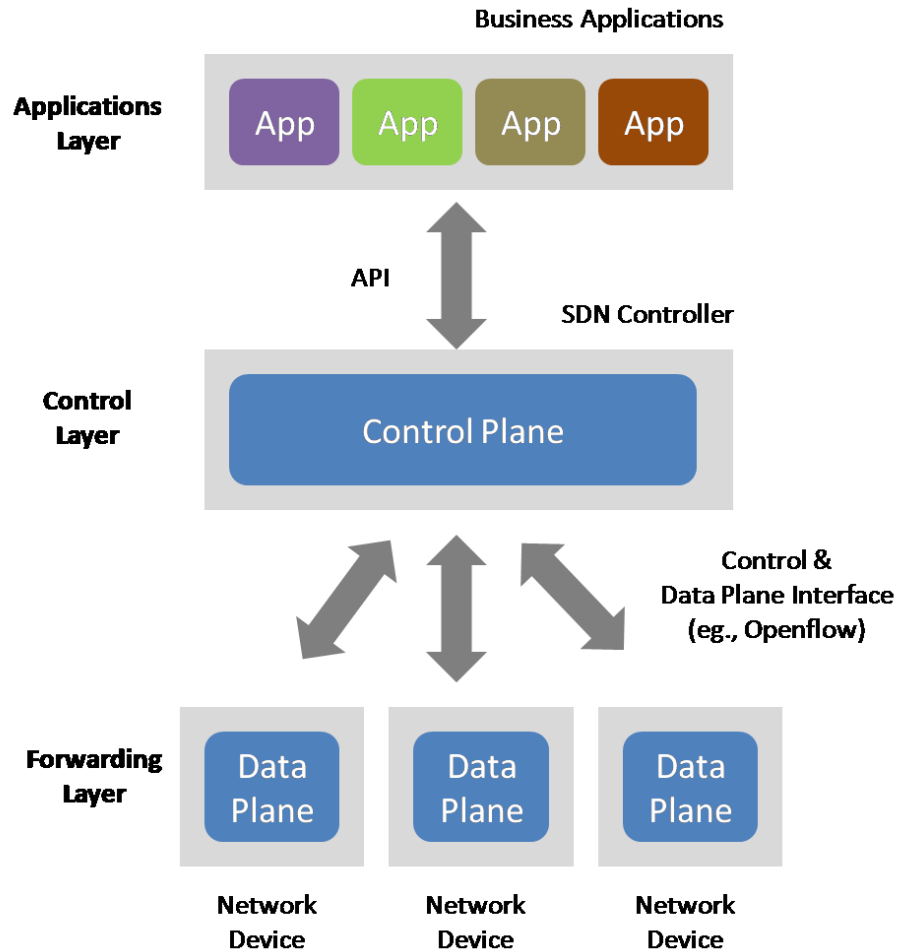 Business Applications
Applications
Layer
App
App
App
App
API
SDN Controller
Control
Layer
Control Plane
Control &
Data Plane Interface
(eg., Openflow)
Forwarding
Layer
Data
Plane
Data
Plane
Data
Plane
Network
Device
Network
Device
Network
Device